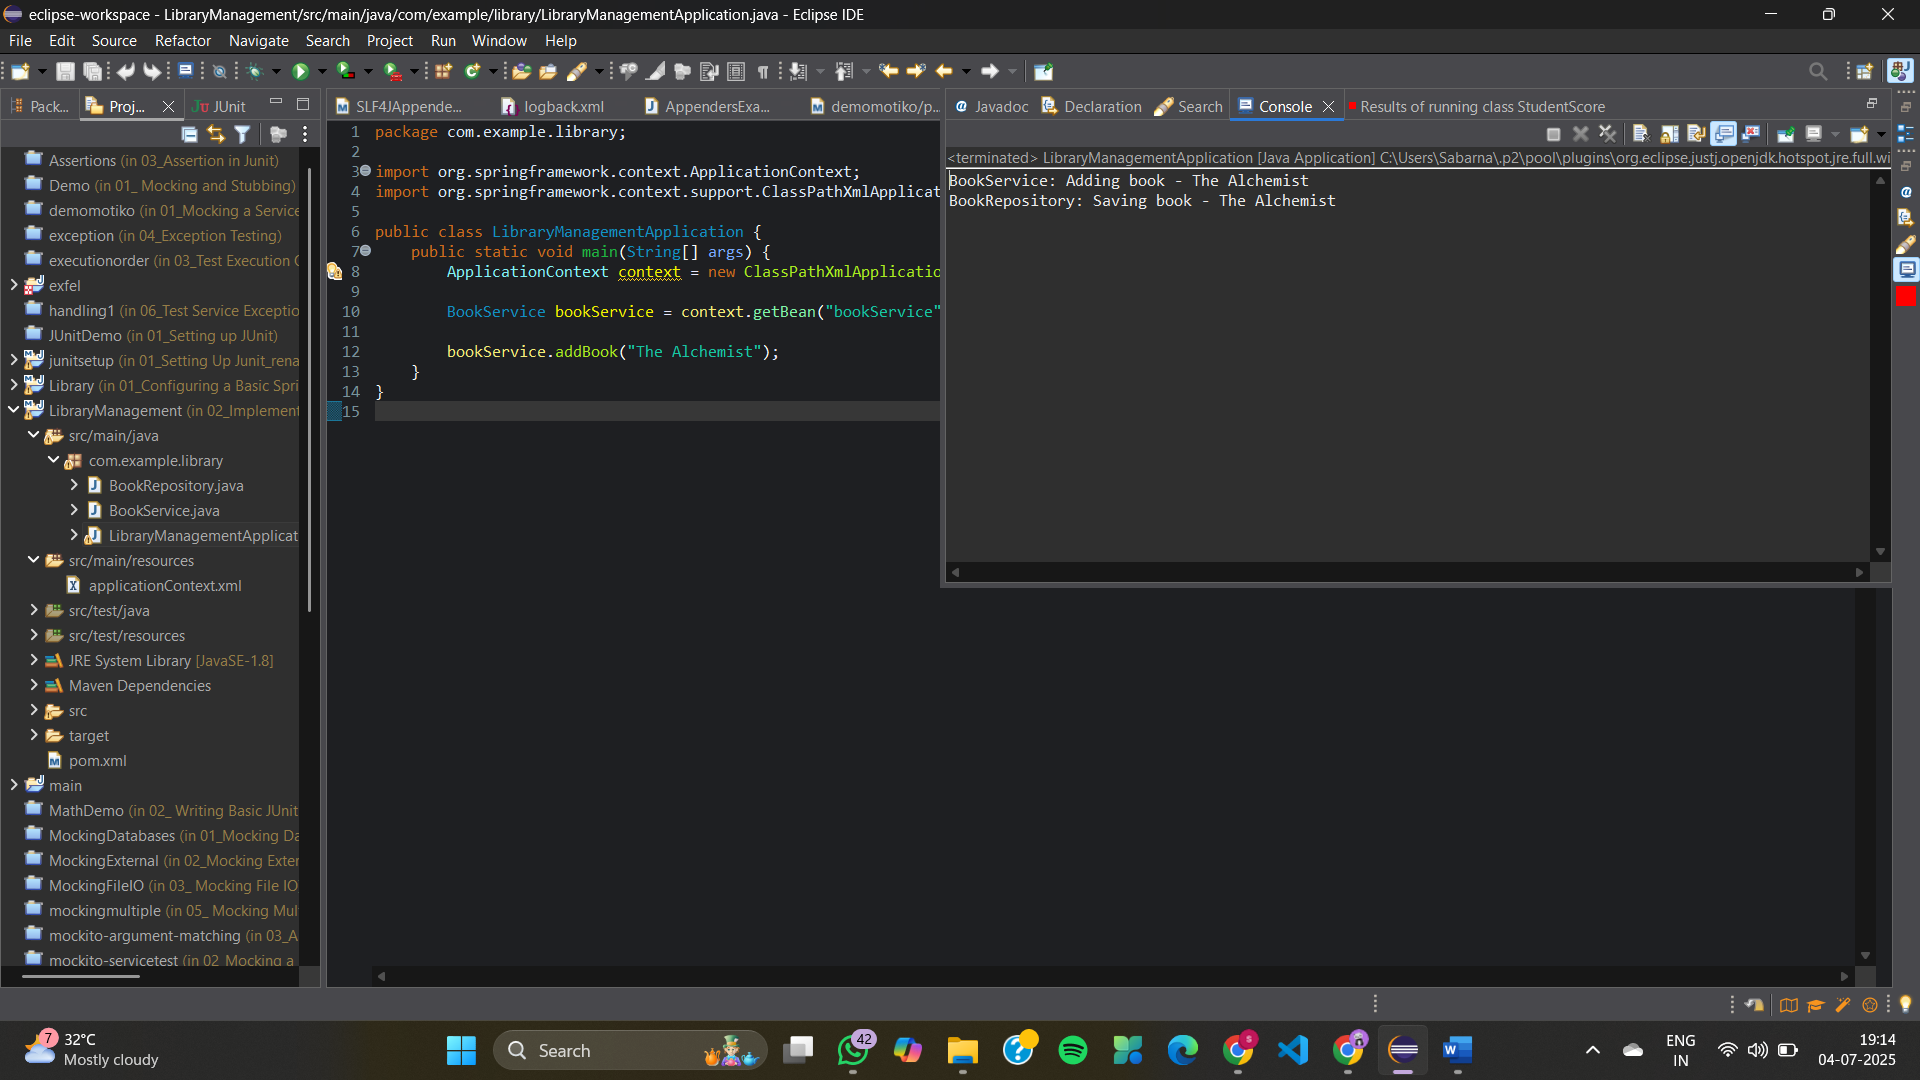 eclipse-workspace - LibraryManagement/src/main/java/com/example/library/LibraryManagementApplication.java - Eclipse IDE
File Edit Source Refactor Navigate Search Project Run Window Help
Pack... Proj... JUnit
Assertions (in 03_Assertion in Junit)
Demo (in 01_ Mocking and Stubbing)
demomotiko (in 01_Mocking a Service
exception (in 04_Exception Testing)
executionorder (in 03_Test Execution
exfel
handling1 (in 06_Test Service Exceptio
JUnitDemo (in 01_Setting up JUnit)
junitsetup (in 01_Setting Up Junit_rena
Library (in 01_Configuring a Basic Spri
LibraryManagement (in 02_Implement
src/main/java
com.example.library
BookRepository.java
BookService.java
LibraryManagementApplicat
src/main/resources
applicationContext.xml
src/test/java
src/test/resources
JRE System Library [JavaSE-1.8]
Maven Dependencies
src
target
pom.xml
main
MathDemo (in 02_ Writing Basic JUnit
MockingDatabases (in 01_Mocking Da
MockingExternal (in 02_Mocking Exter
MockingFileIO (in 03_ Mocking File IO
mockingmultiple (in 05_ Mocking Mul
mockito-argument-matching (in 03_A
mockito-servicetest (in 02_Mocking a
SLF4JAppende... logback.xml AppendersExa... demomotiko/p...
1 package com.example.library;
2
3 import org.springframework.context.ApplicationContext;
4 import org.springframework.context.support.ClassPathXmlApplicat
5
6 public class LibraryManagementApplication {
7 public static void main(String[] args) {
8 ApplicationContext context = new ClassPathXmlApplicatio
9
10 BookService bookService = context.getBean("bookService"
11
12 bookService.addBook("The Alchemist");
13 }
14 }
15
Javadoc Declaration Search Console Results of running class StudentScore
<terminated> LibraryManagementApplication [Java Application] C:\Users\Sabarna\.p2\pool\plugins\org.eclipse.justj.openjdk.hotspot.jre.full.wi
BookService: Adding book - The Alchemist
BookRepository: Saving book - The Alchemist
7
32°C
Mostly cloudy
Search
42
ENG
IN
19:14
04-07-2025